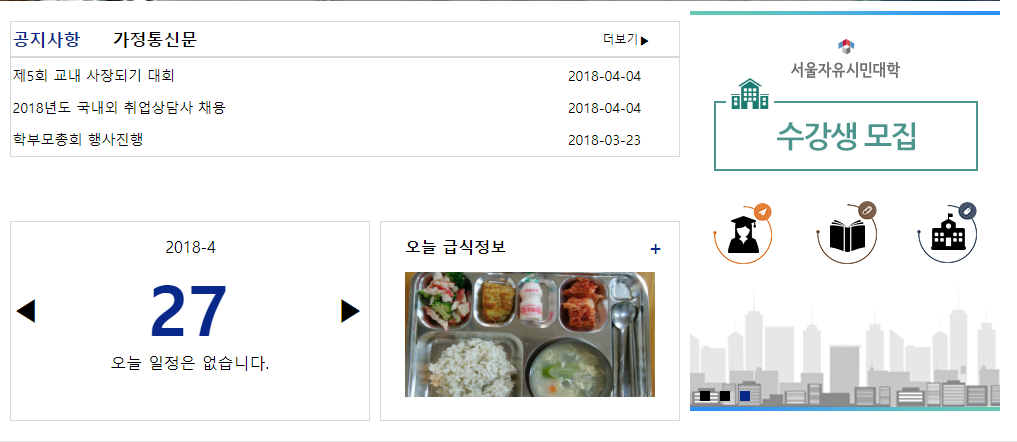 공지사항 가정통신문 더보기▶
제5회 교내 사장되기 대회 2018-04-04
2018년도 국내외 취업상담사 채용 2018-04-04
학부모총회 행사진행 2018-03-23
2018-4
◀ 27 ▶
오늘 일정은 없습니다.
오늘 급식정보 +
서울자유시민대학
수강생 모집